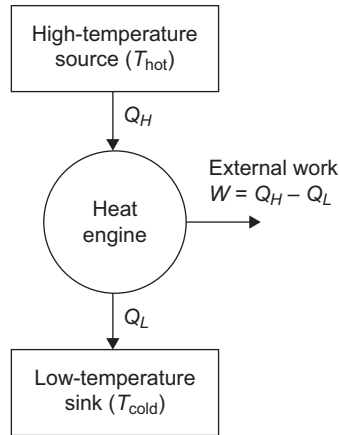 High-temperature
source (T_hot)
Q_H
External work
W = Q_H – Q_L
Heat
engine
Q_L
Low-temperature
sink (T_cold)